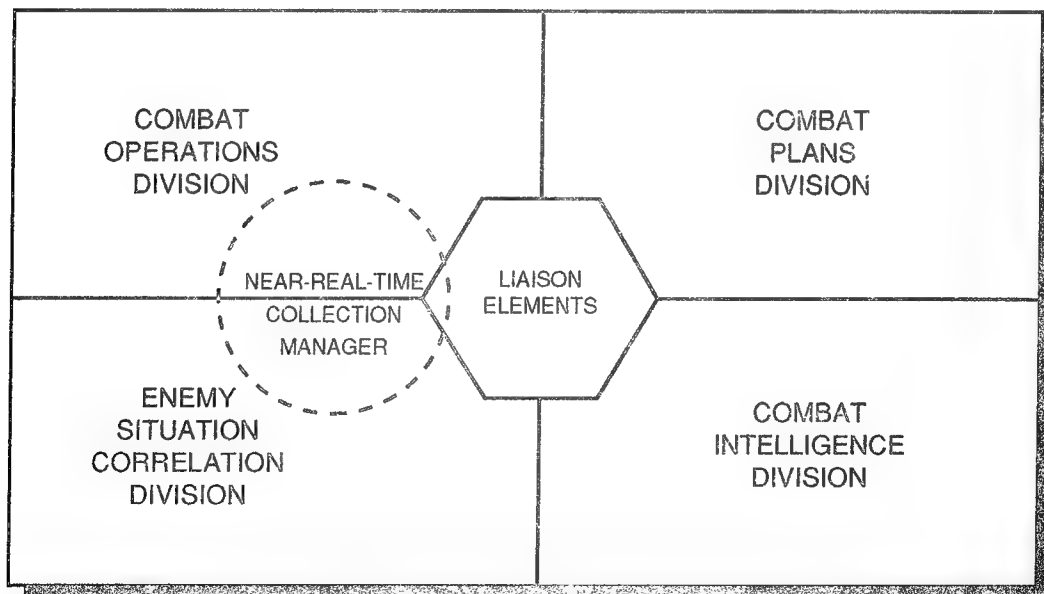 COMBAT
OPERATIONS
DIVISION
COMBAT
PLANS
DIVISION
NEAR-REAL-TIME
COLLECTION
MANAGER
LIAISON
ELEMENTS
ENEMY
SITUATION
CORRELATION
DIVISION
COMBAT
INTELLIGENCE
DIVISION